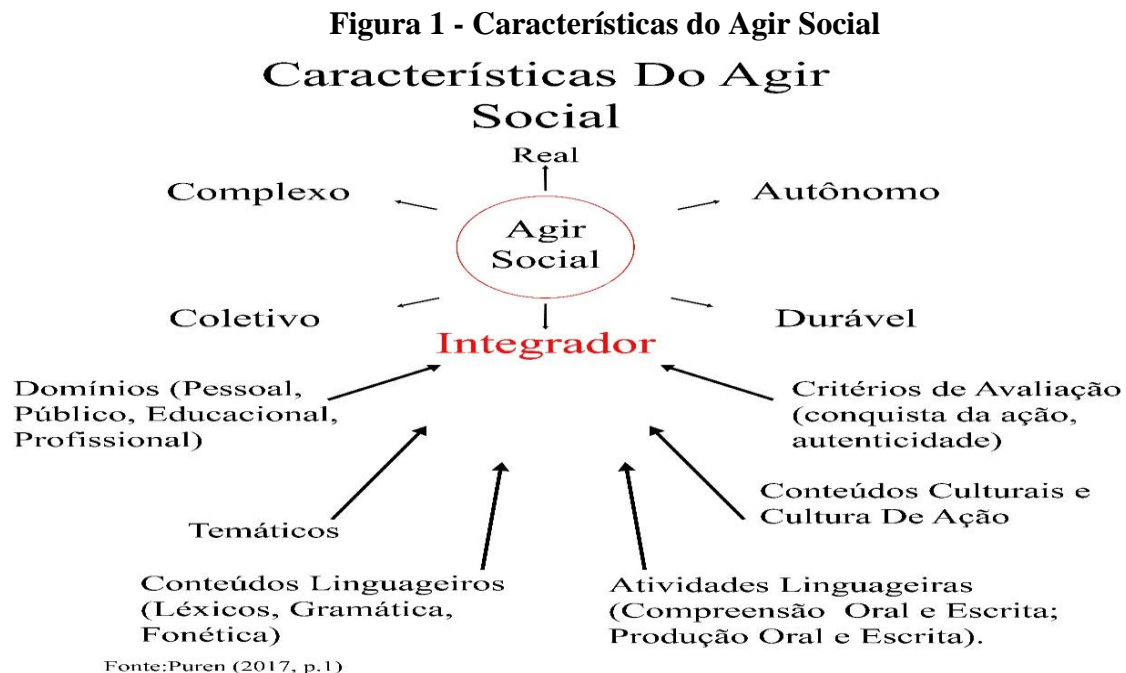 Figura 1 - Características do Agir Social
Características Do Agir
Social
Real
Complexo
Autônomo
Agir
Social
Coletivo
Durável
Integrador
Domínios (Pessoal,
Público, Educacional,
Profissional)
Critérios de Avaliação
(conquista da ação,
autenticidade)
Conteúdos Culturais e
Cultura De Ação
Temáticos
Conteúdos Linguageiros
(Léxicos, Gramática,
Fonética)
Atividades Linguageiras
(Compreensão Oral e Escrita;
Produção Oral e Escrita).
Fonte:Puren (2017, p.1)